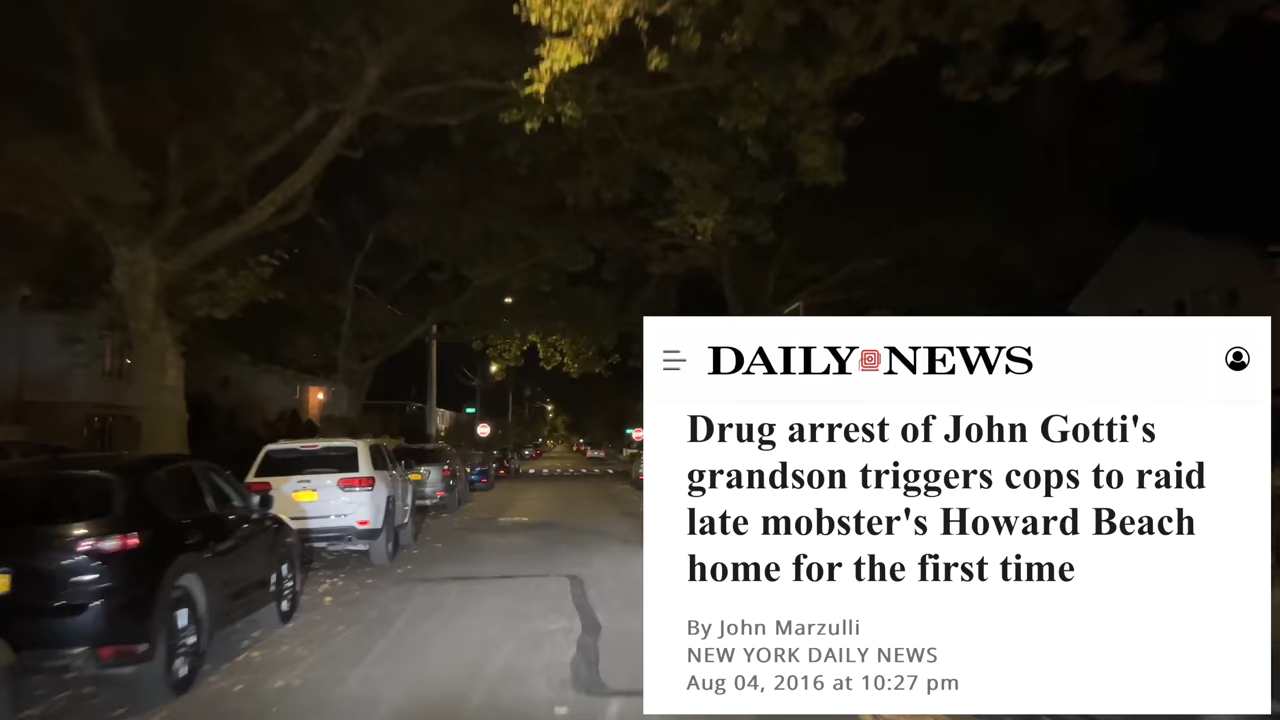 DAILY NEWS
Drug arrest of John Gotti's
grandson triggers cops to raid
late mobster's Howard Beach
home for the first time
By John Marzulli
NEW YORK DAILY NEWS
Aug 04, 2016 at 10:27 pm